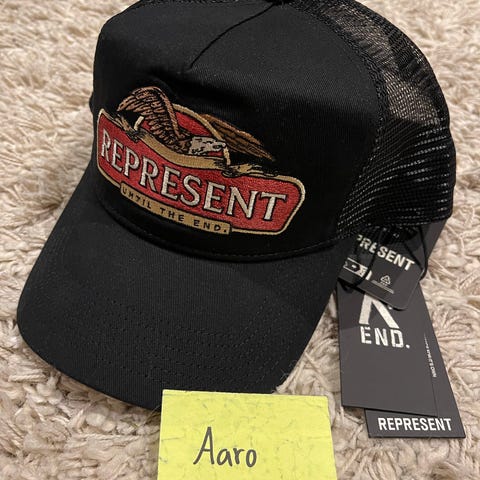 REPRESENT
UNTIL THE END.
PRESENT
END.
REPRESENT
Aaro